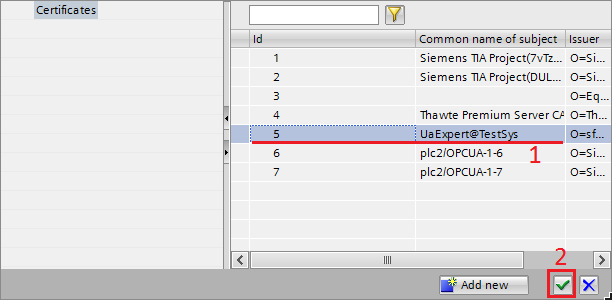 Certificates
Id Common name of subject Issuer
1 Siemens TIA Project(7vTz... O=Si...
2 Siemens TIA Project(DUL... O=Si...
3 O=Eq...
4 Thawte Premium Server CA O=Th...
5 UaExpert@TestSys O=sf...
1
6 plc2/OPCUA-1-6 O=Si...
7 plc2/OPCUA-1-7 O=Si...
2
Add new